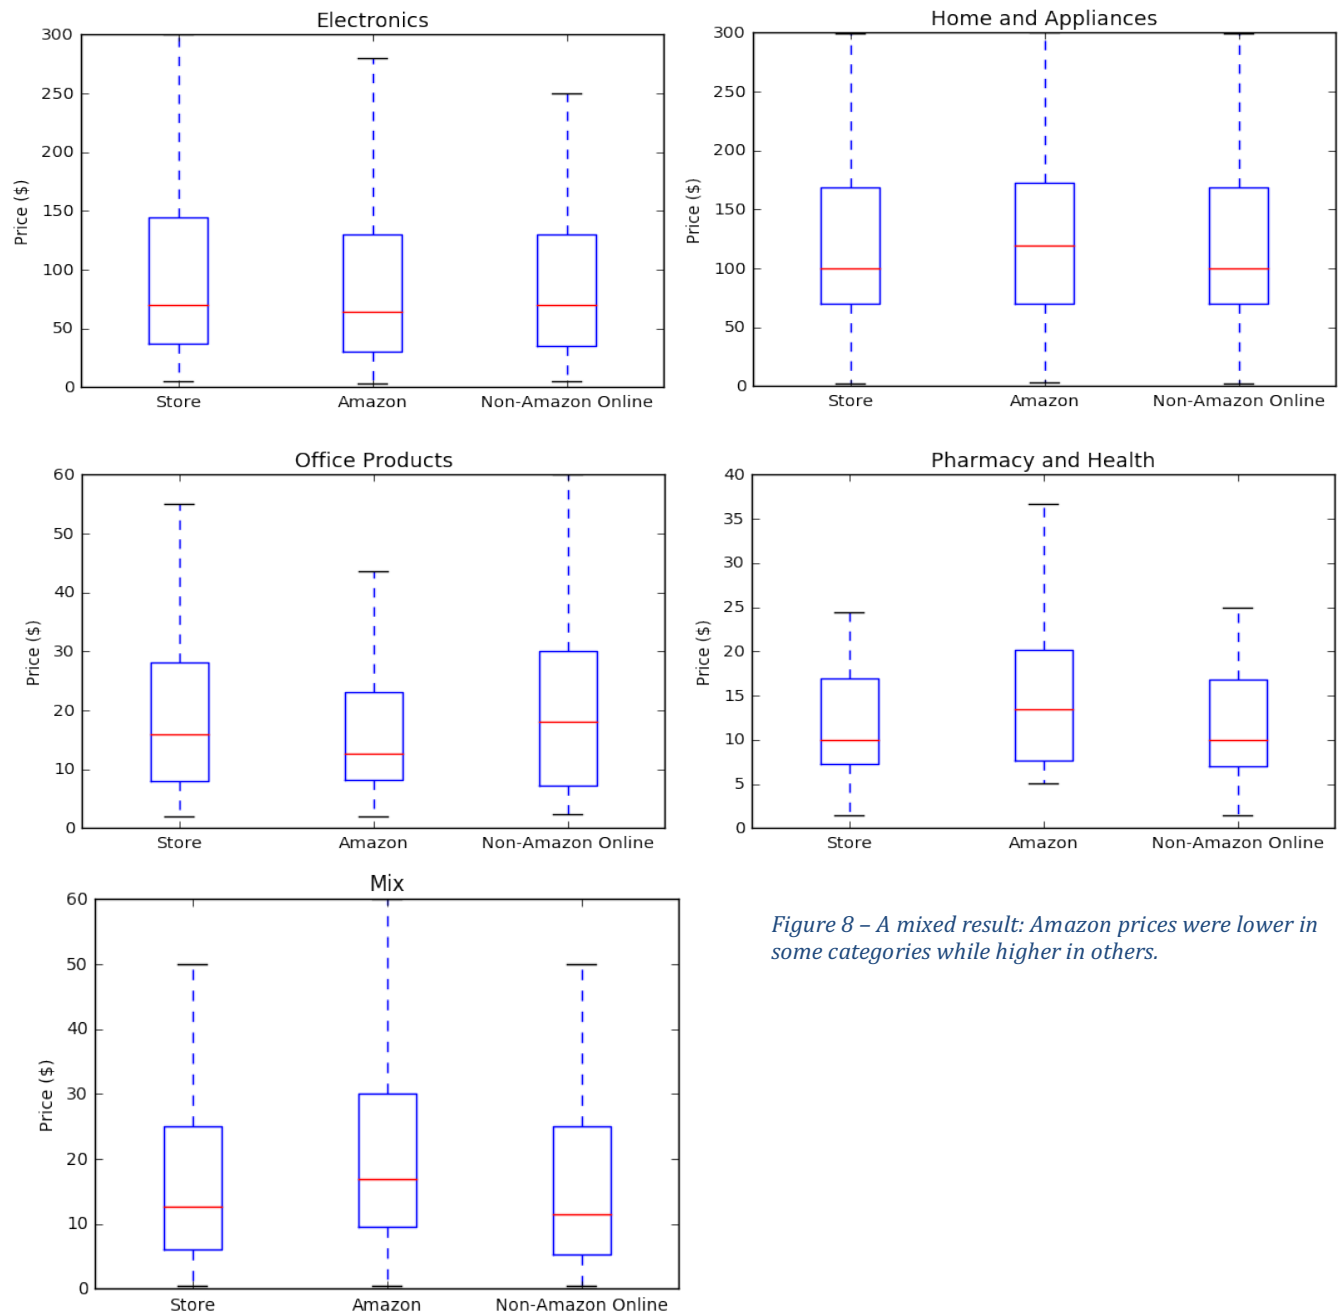 Electronics
300
250
200
150
100
50
0
Price ($)
Store Amazon Non-Amazon Online
Home and Appliances
300
250
200
150
100
50
0
Price ($)
Store Amazon Non-Amazon Online
Office Products
60
50
40
30
20
10
0
Price ($)
Store Amazon Non-Amazon Online
Pharmacy and Health
40
35
30
25
20
15
10
5
0
Price ($)
Store Amazon Non-Amazon Online
Mix
60
50
40
30
20
10
0
Price ($)
Store Amazon Non-Amazon Online
Figure 8 – A mixed result: Amazon prices were lower in
some categories while higher in others.